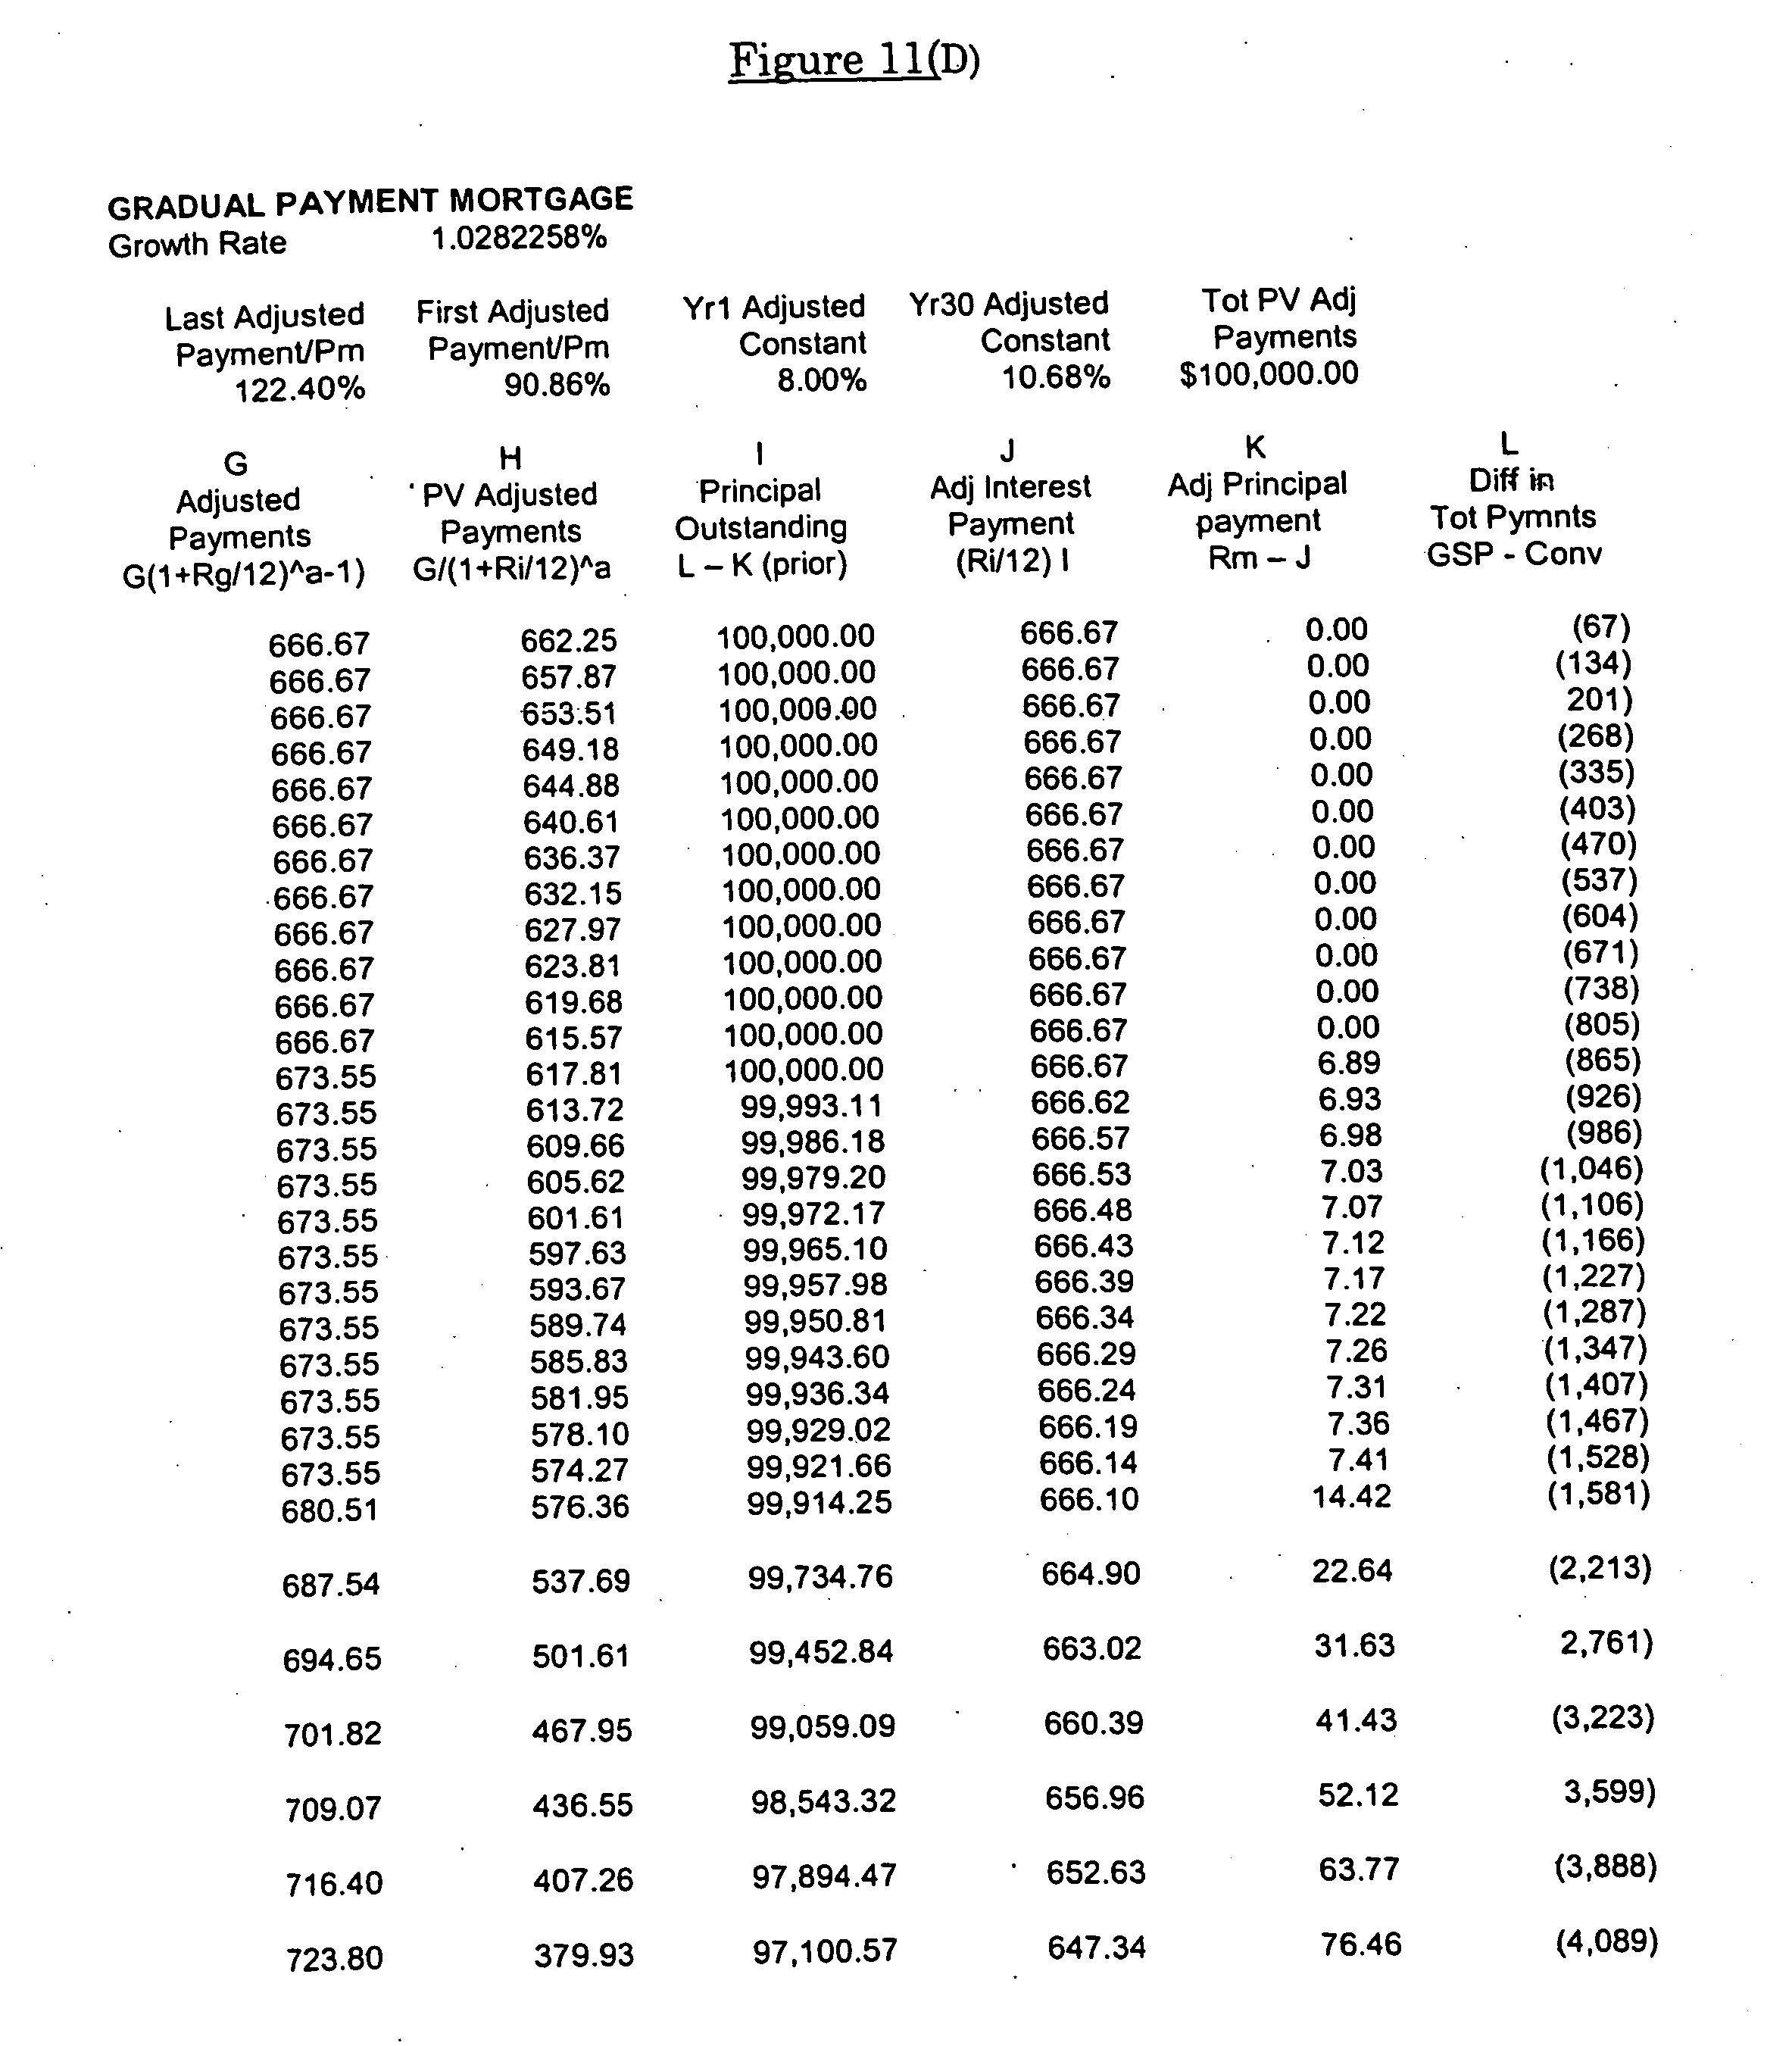 Figure 11(D)
GRADUAL PAYMENT MORTGAGE
Growth Rate 1.0282258%
Last Adjusted First Adjusted Yr1 Adjusted Yr30 Adjusted Tot PV Adj
Payment/Pm Payment/Pm Constant Constant Payments
122.40% 90.86% 8.00% 10.68% $100,000.00
G H I J K L
Adjusted PV Adjusted Principal Adj Interest Adj Principal Diff in
Payments Payments Outstanding Payment payment Tot Pymnts
G(1+Rg/12)^a-1) G/(1+Ri/12)^a L – K (prior) (Ri/12) I Rm – J GSP - Conv
666.67 662.25 100,000.00 666.67 0.00 (67)
666.67 657.87 100,000.00 666.67 0.00 (134)
666.67 653.51 100,000.00 666.67 0.00 201)
666.67 649.18 100,000.00 666.67 0.00 (268)
666.67 644.88 100,000.00 666.67 0.00 (335)
666.67 640.61 100,000.00 666.67 0.00 (403)
666.67 636.37 100,000.00 666.67 0.00 (470)
666.67 632.15 100,000.00 666.67 0.00 (537)
666.67 627.97 100,000.00 666.67 0.00 (604)
666.67 623.81 100,000.00 666.67 0.00 (671)
666.67 619.68 100,000.00 666.67 0.00 (738)
666.67 615.57 100,000.00 666.67 0.00 (805)
673.55 617.81 100,000.00 666.67 6.89 (865)
673.55 613.72 99,993.11 666.62 6.93 (926)
673.55 609.66 99,986.18 666.57 6.98 (986)
673.55 605.62 99,979.20 666.53 7.03 (1,046)
673.55 601.61 99,972.17 666.48 7.07 (1,106)
673.55 597.63 99,965.10 666.43 7.12 (1,166)
673.55 593.67 99,957.98 666.39 7.17 (1,227)
673.55 589.74 99,950.81 666.34 7.22 (1,287)
673.55 585.83 99,943.60 666.29 7.26 (1,347)
673.55 581.95 99,936.34 666.24 7.31 (1,407)
673.55 578.10 99,929.02 666.19 7.36 (1,467)
673.55 574.27 99,921.66 666.14 7.41 (1,528)
680.51 576.36 99,914.25 666.10 14.42 (1,581)
687.54 537.69 99,734.76 664.90 22.64 (2,213)
694.65 501.61 99,452.84 663.02 31.63 2,761)
701.82 467.95 99,059.09 660.39 41.43 (3,223)
709.07 436.55 98,543.32 656.96 52.12 3,599)
716.40 407.26 97,894.47 652.63 63.77 (3,888)
723.80 379.93 97,100.57 647.34 76.46 (4,089)